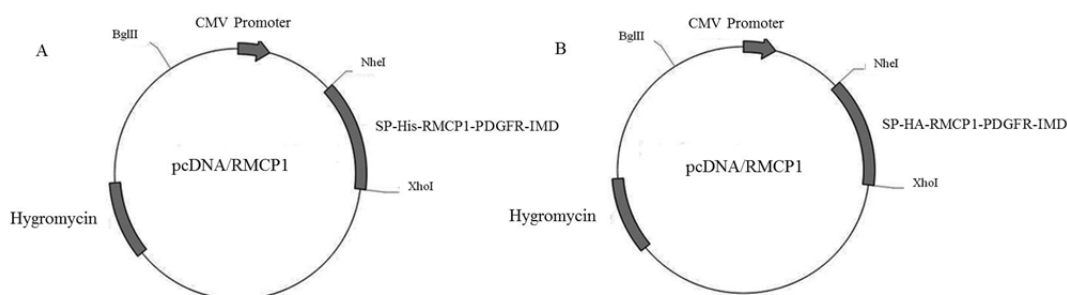 A
CMV Promoter
BglII
NheI
SP-His-RMCP1-PDGFR-IMD
pcDNA/RMCP1
XhoI
Hygromycin
B
CMV Promoter
BglII
NheI
SP-HA-RMCP1-PDGFR-IMD
pcDNA/RMCP1
XhoI
Hygromycin